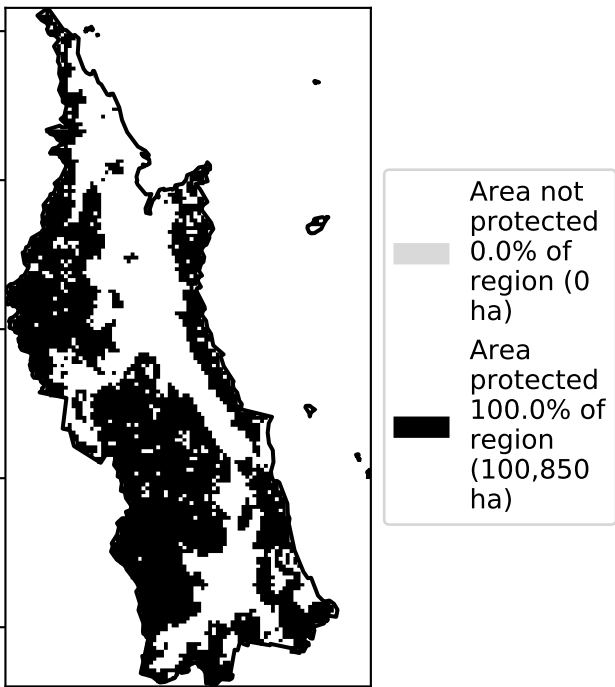 Area not
protected
0.0% of
region (0
ha)
Area
protected
100.0% of
region
(100,850
ha)